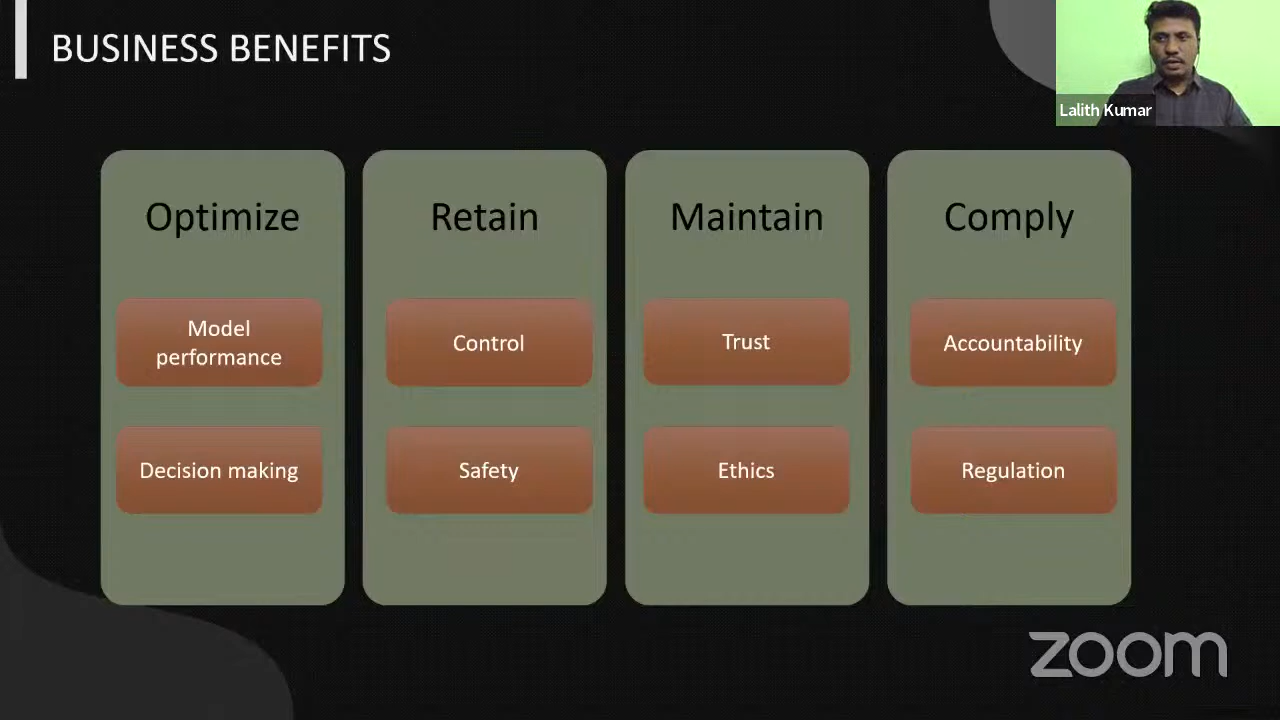 BUSINESS BENEFITS
Lalith Kumar
Optimize
Retain
Maintain
Comply
Model
performance
Control
Trust
Accountability
Decision making
Safety
Ethics
Regulation
zoom